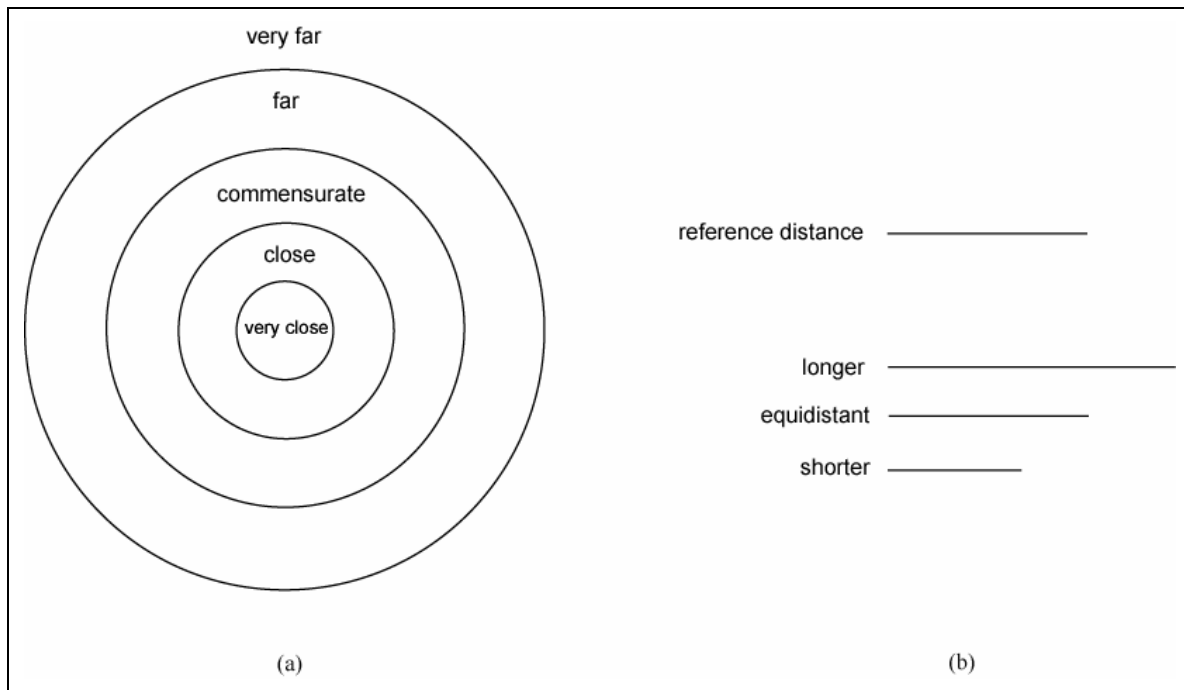 very far
far
commensurate
close
very close
(a)
reference distance
longer
equidistant
shorter
(b)